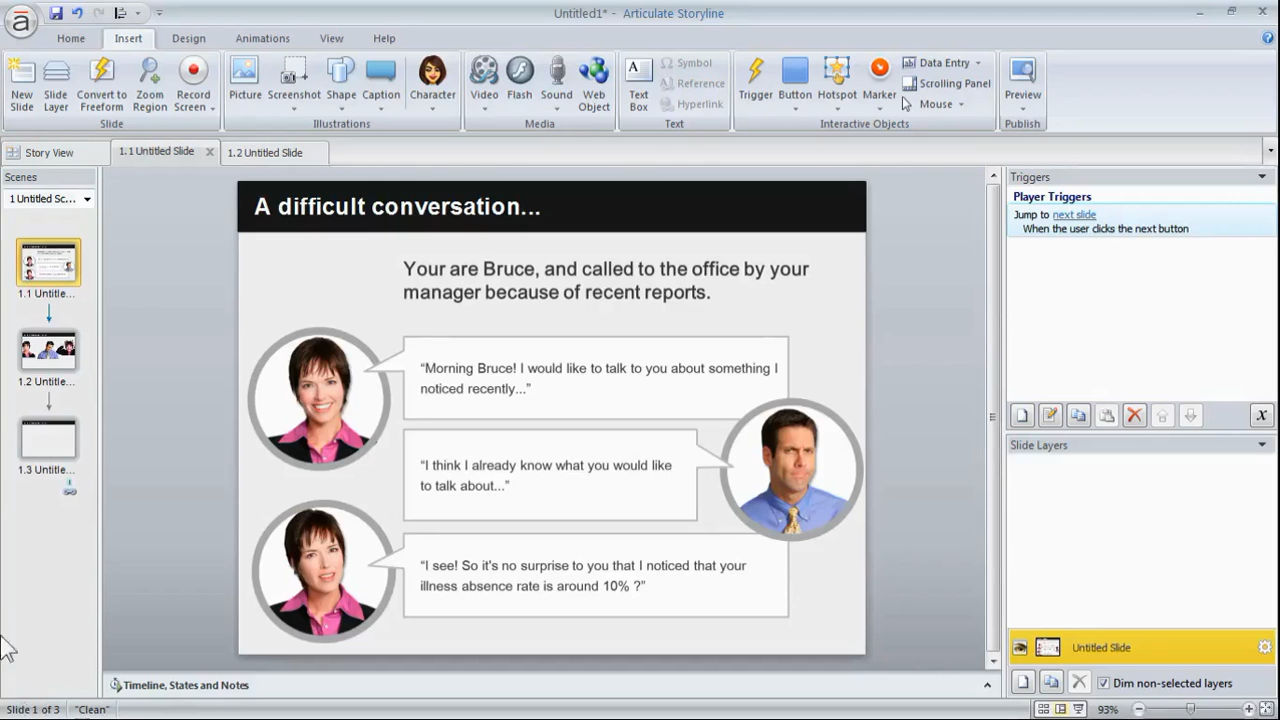 Untitled1* - Articulate Storyline
Home
Insert
Design
Animations
View
Help
New Slide
Slide Layer
Convert to Freeform
Zoom Region
Record Screen
Slide
Picture
Screenshot
Shape
Caption
Character
Illustrations
Video
Flash
Sound
Web Object
Media
Text Box
Symbol
Reference
Hyperlink
Text
Trigger
Button
Hotspot
Marker
Data Entry
Scrolling Panel
Mouse
Interactive Objects
Preview
Publish
Story View
1.1 Untitled Slide
1.2 Untitled Slide
Scenes
1 Untitled Sc...
1.1 Untitle...
1.2 Untitle...
1.3 Untitle...
A difficult conversation...
Your are Bruce, and called to the office by your
manager because of recent reports.
“Morning Bruce! I would like to talk to you about something I
noticed recently...”
“I think I already know what you would like
to talk about...”
“I see! So it's no surprise to you that I noticed that your
illness absence rate is around 10% ?”
Triggers
Player Triggers
Jump to next slide
When the user clicks the next button
Slide Layers
Untitled Slide
Dim non-selected layers
Timeline, States and Notes
Slide 1 of 3
"Clean"
93%